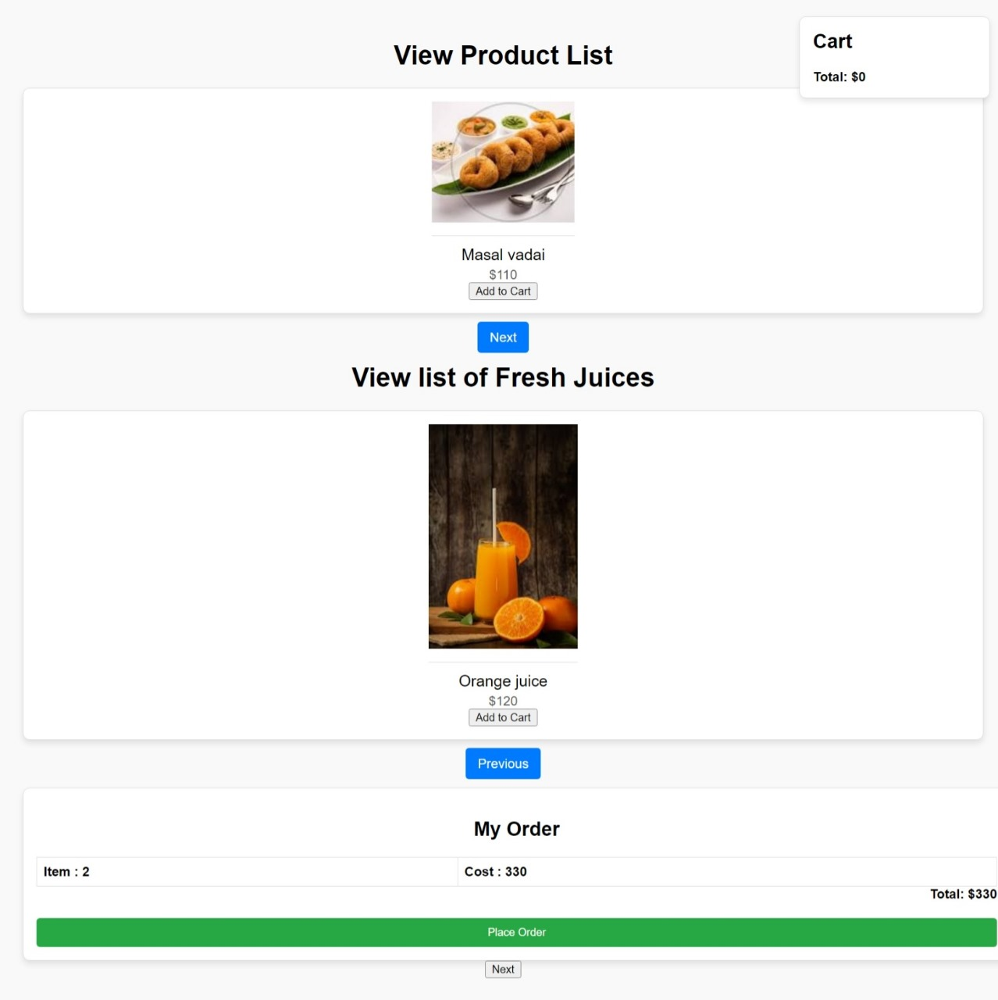 Cart
Total: $0
View Product List
Masal vadai
$110
Add to Cart
Next
View list of Fresh Juices
Orange juice
$120
Add to Cart
Previous
My Order
Item : 2
Cost : 330
Total: $330
Place Order
Next